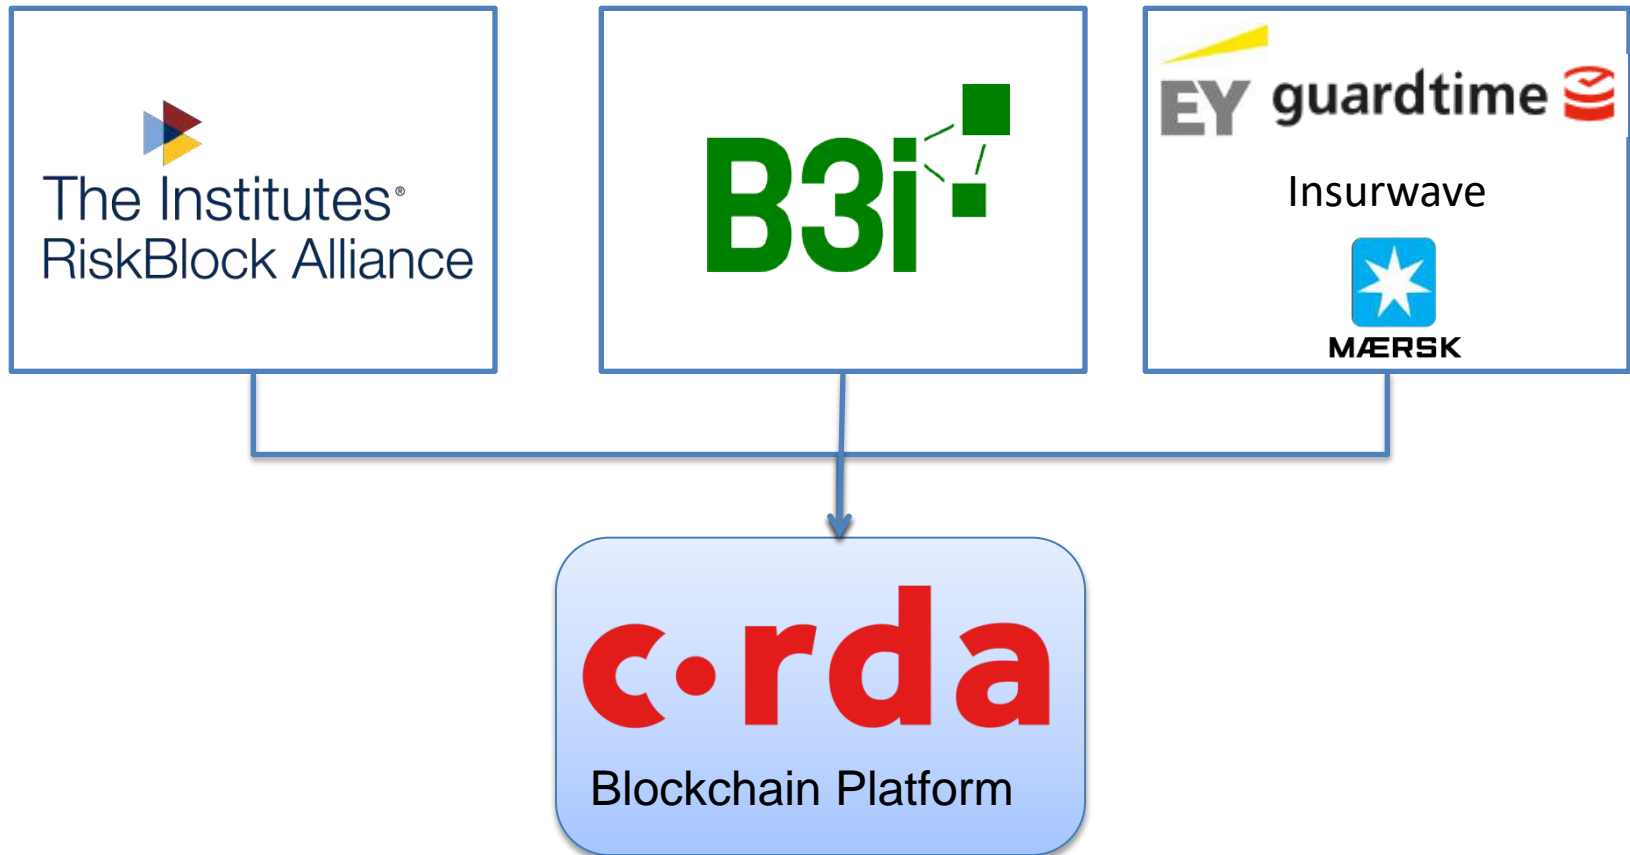 The Institutes®
RiskBlock Alliance
B3i
EY guardtime
Insurwave
MÆRSK
c•rda
Blockchain Platform